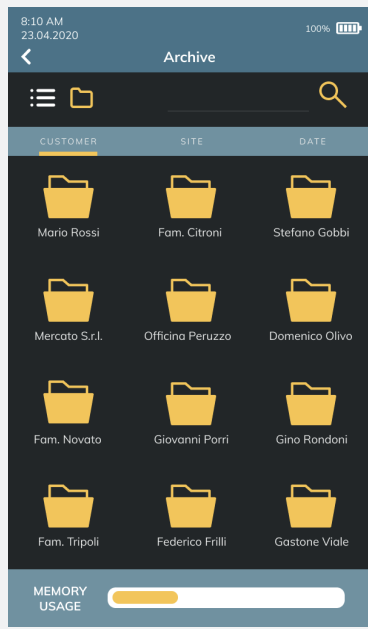 8:10 AM
100%
23.04.2020
Archive
CUSTOMER SITE DATE
Mario Rossi Fam. Citroni Stefano Gobbi
Mercato S.r.l. Officina Peruzzo Domenico Olivo
Fam. Novato Giovanni Porri Gino Rondoni
Fam. Tripoli Federico Frilli Gastone Viale
MEMORY
USAGE